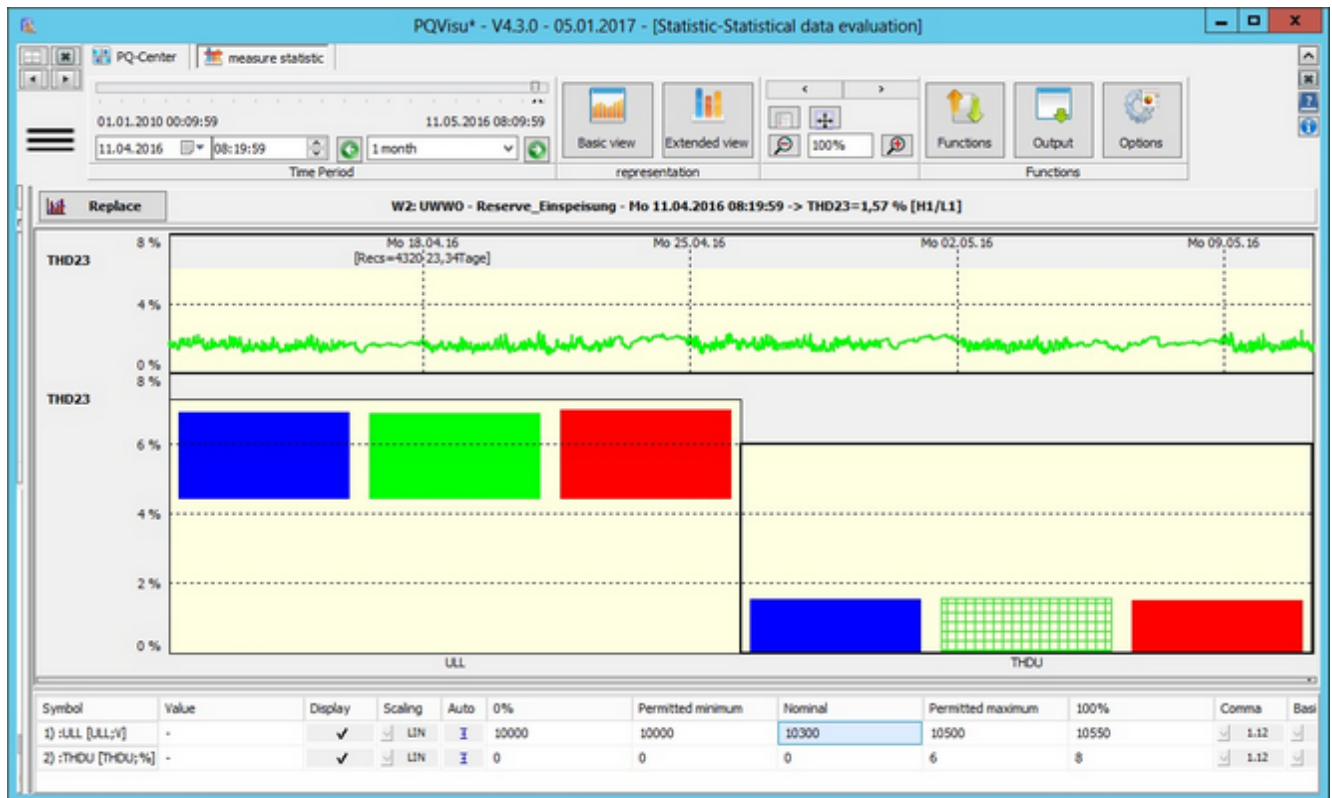 PQVisu* - V4.3.0 - 05.01.2017 - [Statistic-Statistical data evaluation]
PQ-Center measure statistic
01.01.2010 00:09:59 11.05.2016 08:09:59
11.04.2016 08:19:59 1 month
Time Period
Basic view Extended view
representation
< >
100%
Functions Output Options
Functions
Replace W2: UWWO - Reserve_Einspeisung - Mo 11.04.2016 08:19:59 -> THD23=1,57 % [H1/L1]
THD23
8 %
4 %
0 %
Mo 18.04.16 Mo 25.04.16 Mo 02.05.16 Mo 09.05.16
[Recs=4320;23,34Tage]
THD23
8 %
6 %
4 %
2 %
0 %
ULL THDU
Symbol Value Display Scaling Auto 0% Permitted minimum Nominal Permitted maximum 100% Comma Basi
1) :ULL [ULL;V] - ✓ LIN I 10000 10000 10300 10500 10550 1.12
2) :THDU [THDU;%] - ✓ LIN I 0 0 0 6 8 1.12